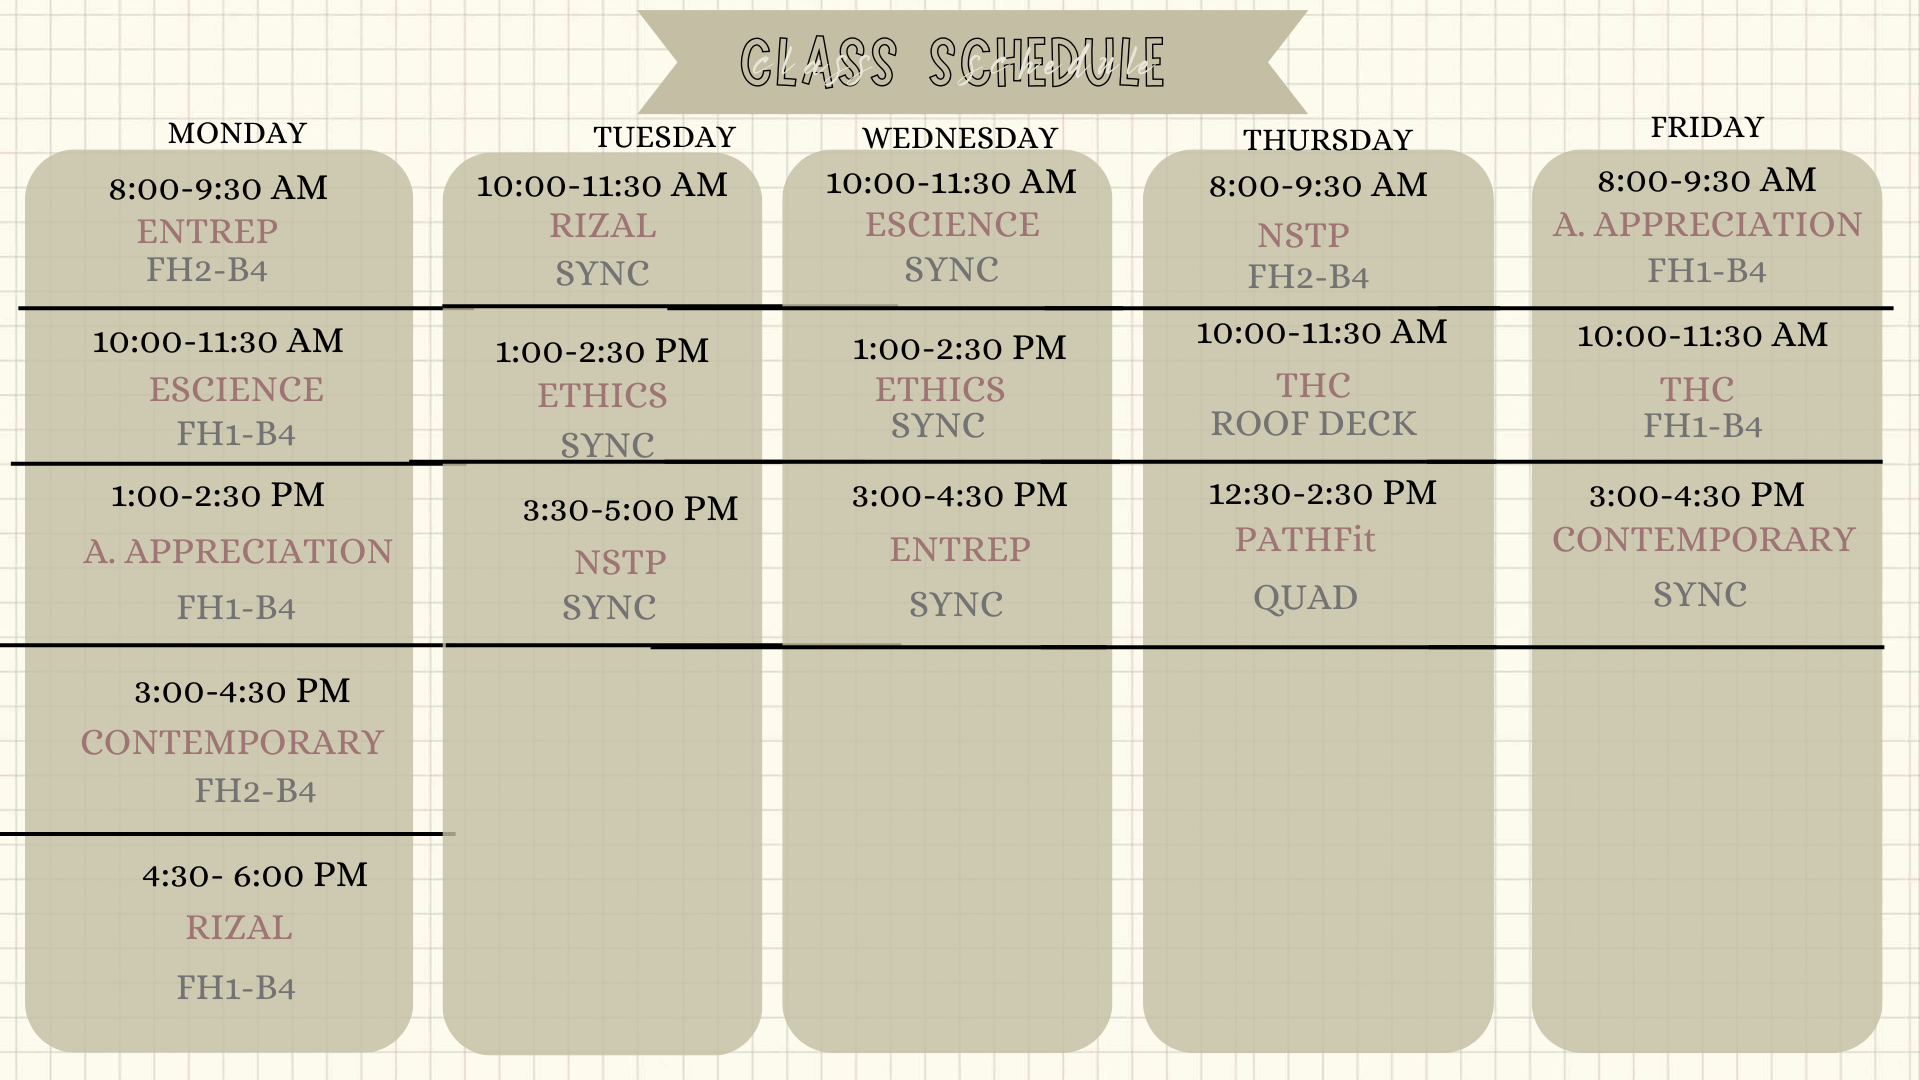 CLASS SCHEDULE
class schedule
MONDAY
8:00-9:30 AM
ENTREP
FH2-B4
10:00-11:30 AM
ESCIENCE
FH1-B4
1:00-2:30 PM
A. APPRECIATION
FH1-B4
3:00-4:30 PM
CONTEMPORARY
FH2-B4
4:30- 6:00 PM
RIZAL
FH1-B4
TUESDAY
10:00-11:30 AM
RIZAL
SYNC
1:00-2:30 PM
ETHICS
SYNC
3:30-5:00 PM
NSTP
SYNC
WEDNESDAY
10:00-11:30 AM
ESCIENCE
SYNC
1:00-2:30 PM
ETHICS
SYNC
3:00-4:30 PM
ENTREP
SYNC
THURSDAY
8:00-9:30 AM
NSTP
FH2-B4
10:00-11:30 AM
THC
ROOF DECK
12:30-2:30 PM
PATHFit
QUAD
FRIDAY
8:00-9:30 AM
A. APPRECIATION
FH1-B4
10:00-11:30 AM
THC
FH1-B4
3:00-4:30 PM
CONTEMPORARY
SYNC